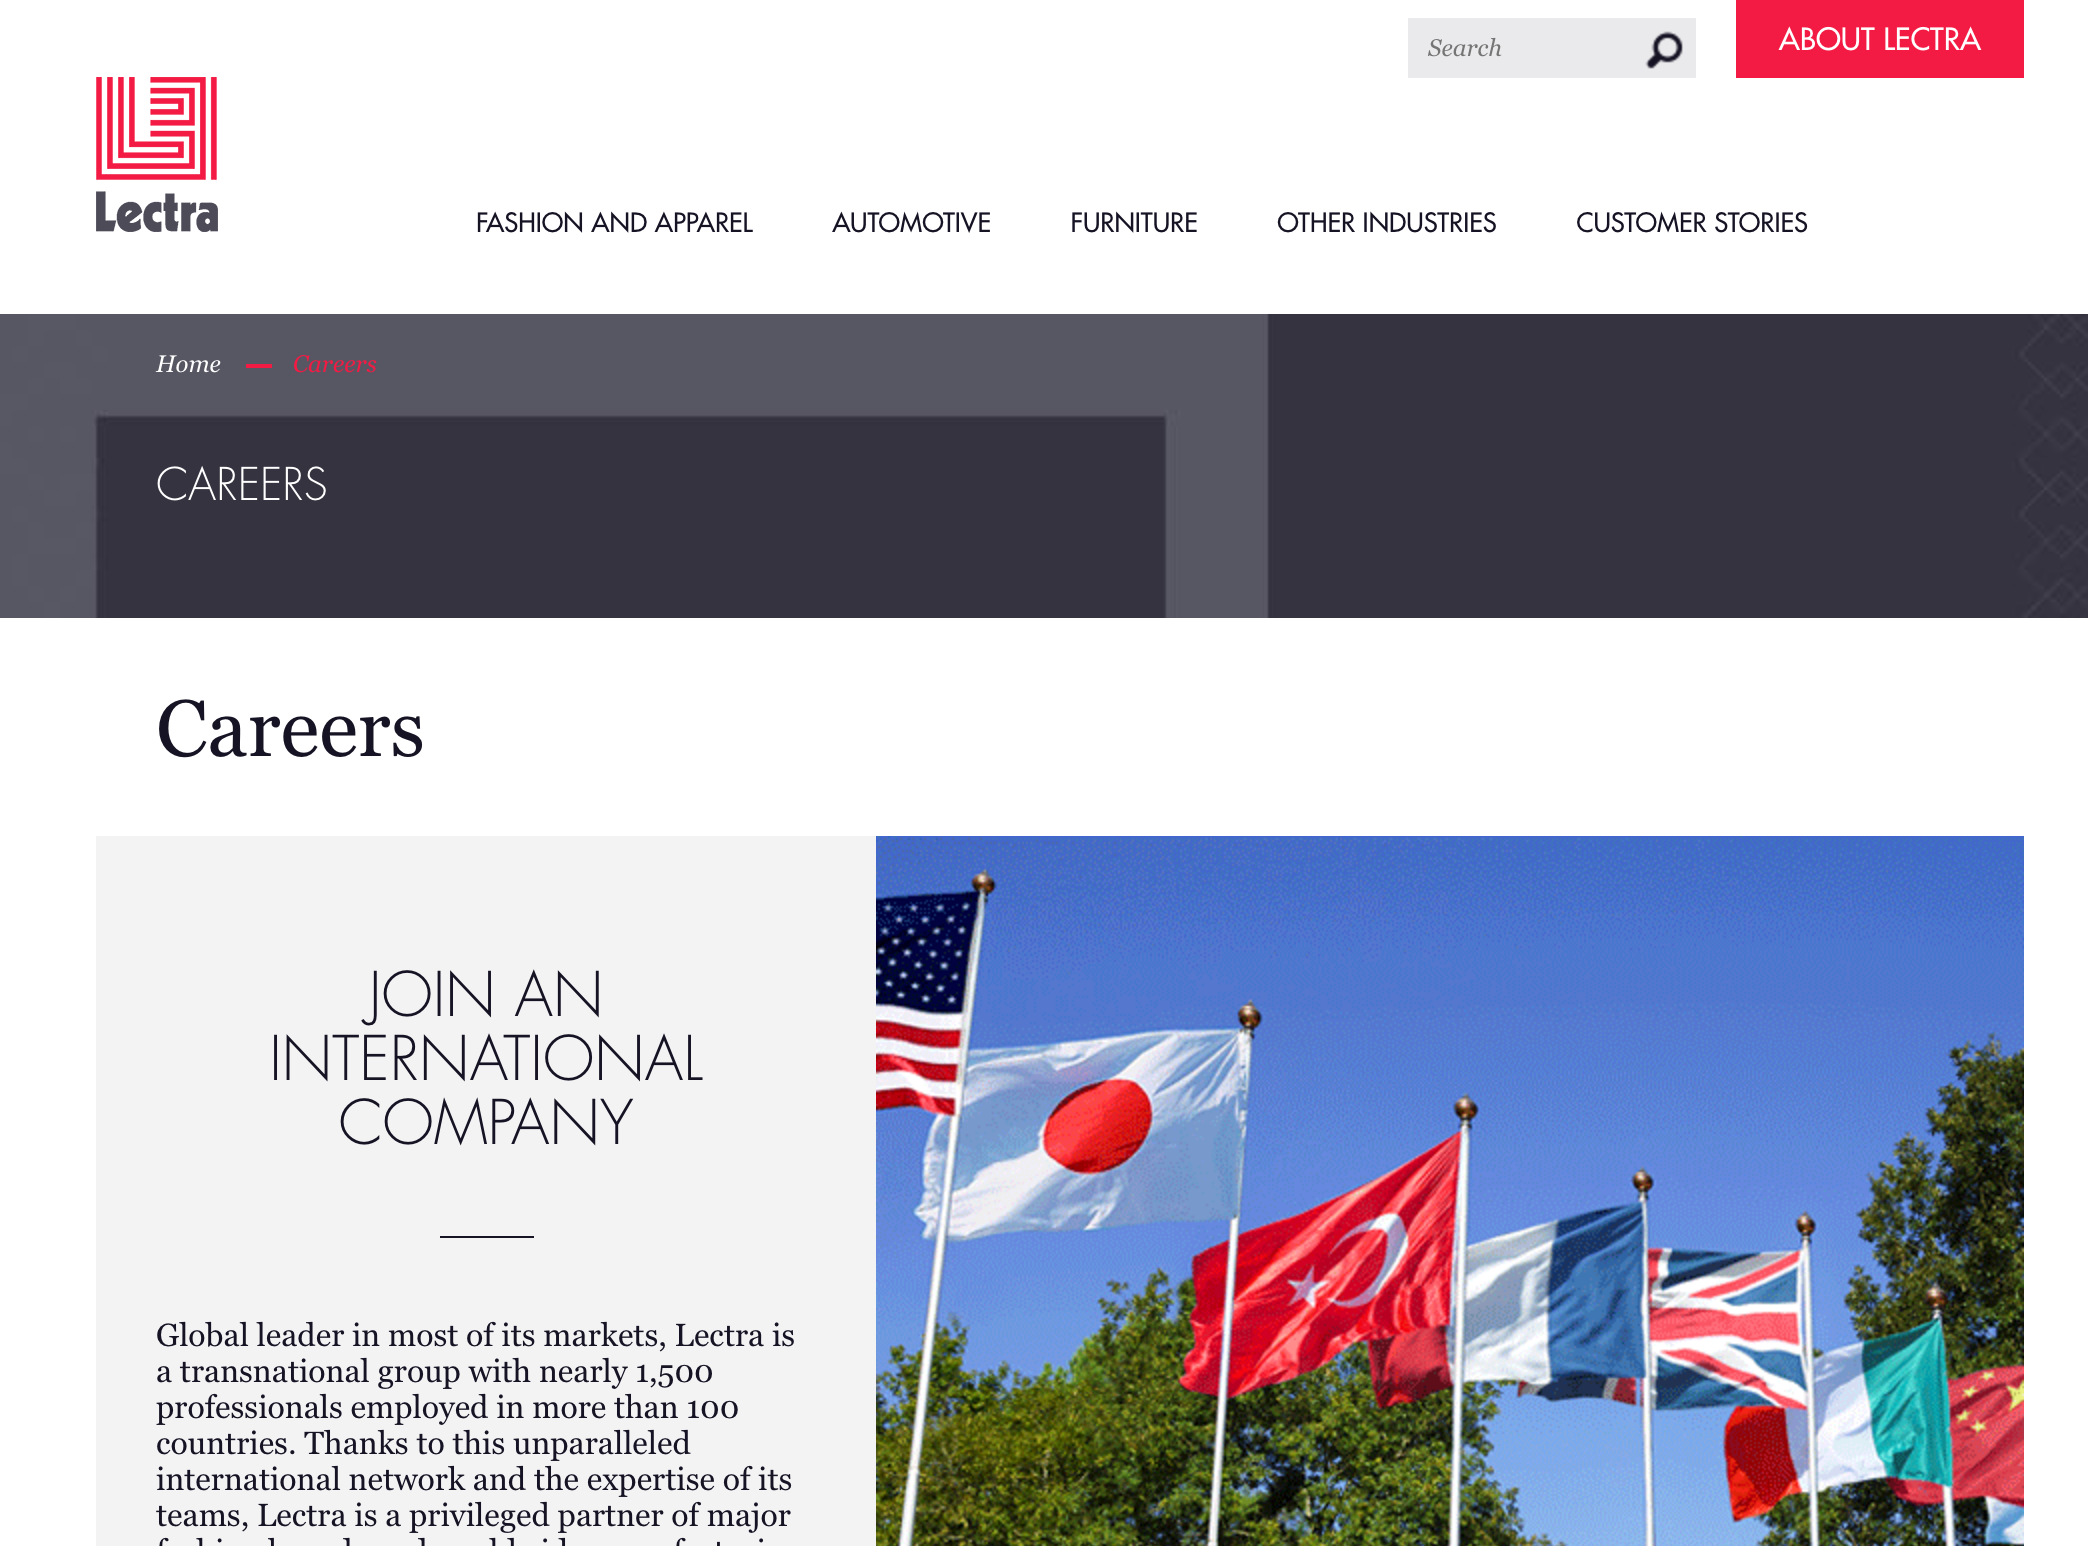 Search
ABOUT LECTRA
Lectra
FASHION AND APPAREL
AUTOMOTIVE
FURNITURE
OTHER INDUSTRIES
CUSTOMER STORIES
Home — Careers
CAREERS
Careers
JOIN AN
INTERNATIONAL
COMPANY
Global leader in most of its markets, Lectra is
a transnational group with nearly 1,500
professionals employed in more than 100
countries. Thanks to this unparalleled
international network and the expertise of its
teams, Lectra is a privileged partner of major